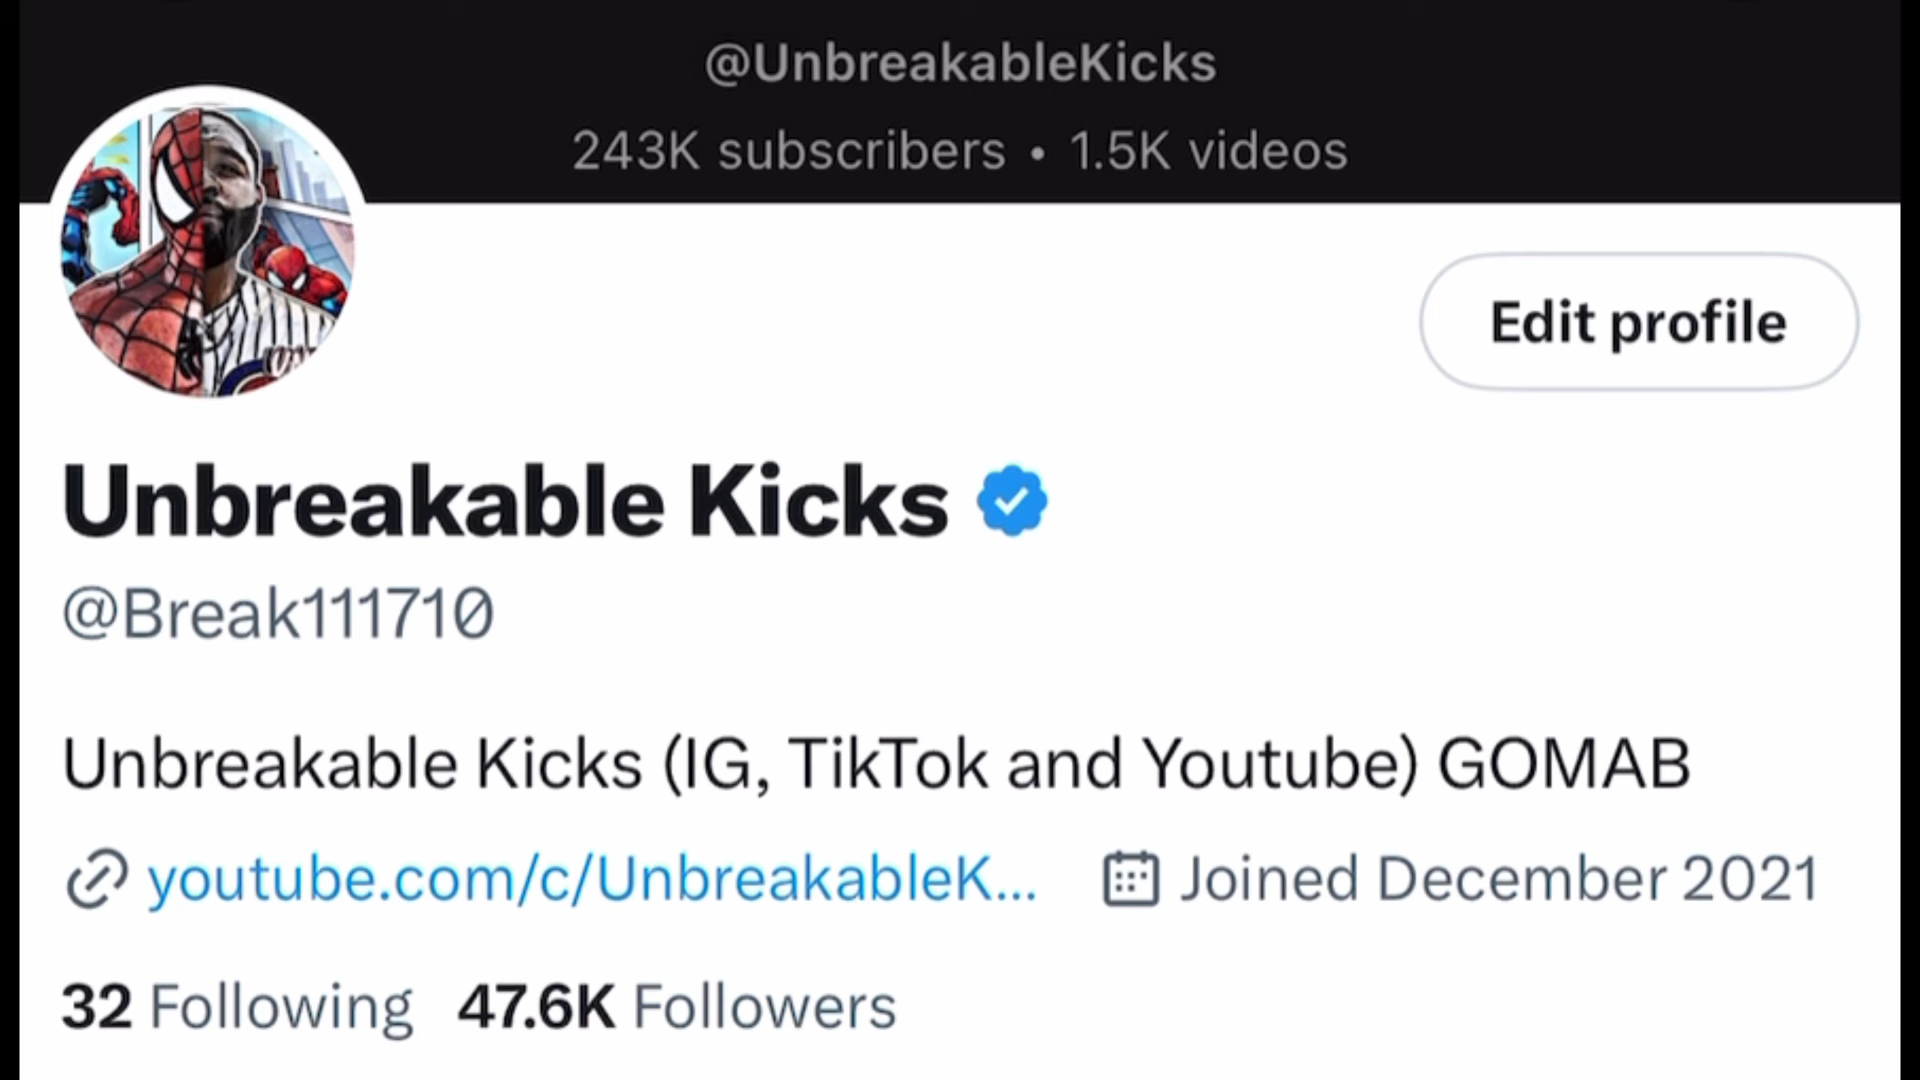 @UnbreakableKicks
243K subscribers • 1.5K videos
Edit profile
Unbreakable Kicks
@Break111710
Unbreakable Kicks (IG, TikTok and Youtube) GOMAB
youtube.com/c/UnbreakableK...
Joined December 2021
32 Following 47.6K Followers